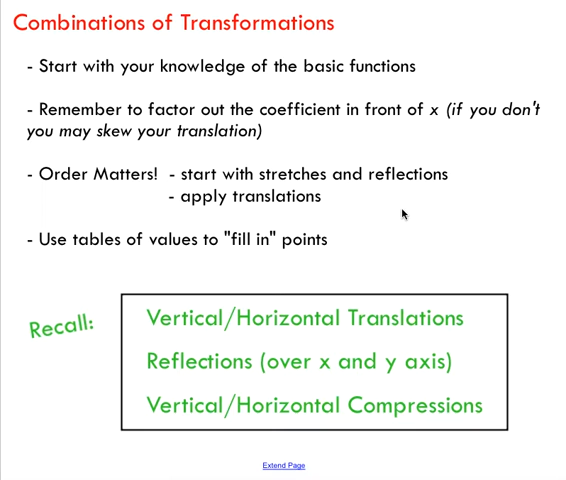 Combinations of Transformations
- Start with your knowledge of the basic functions
- Remember to factor out the coefficient in front of x (if you don't
you may skew your translation)
- Order Matters!  - start with stretches and reflections
- apply translations
- Use tables of values to "fill in" points
Recall:
Vertical/Horizontal Translations
Reflections (over x and y axis)
Vertical/Horizontal Compressions
Extend Page